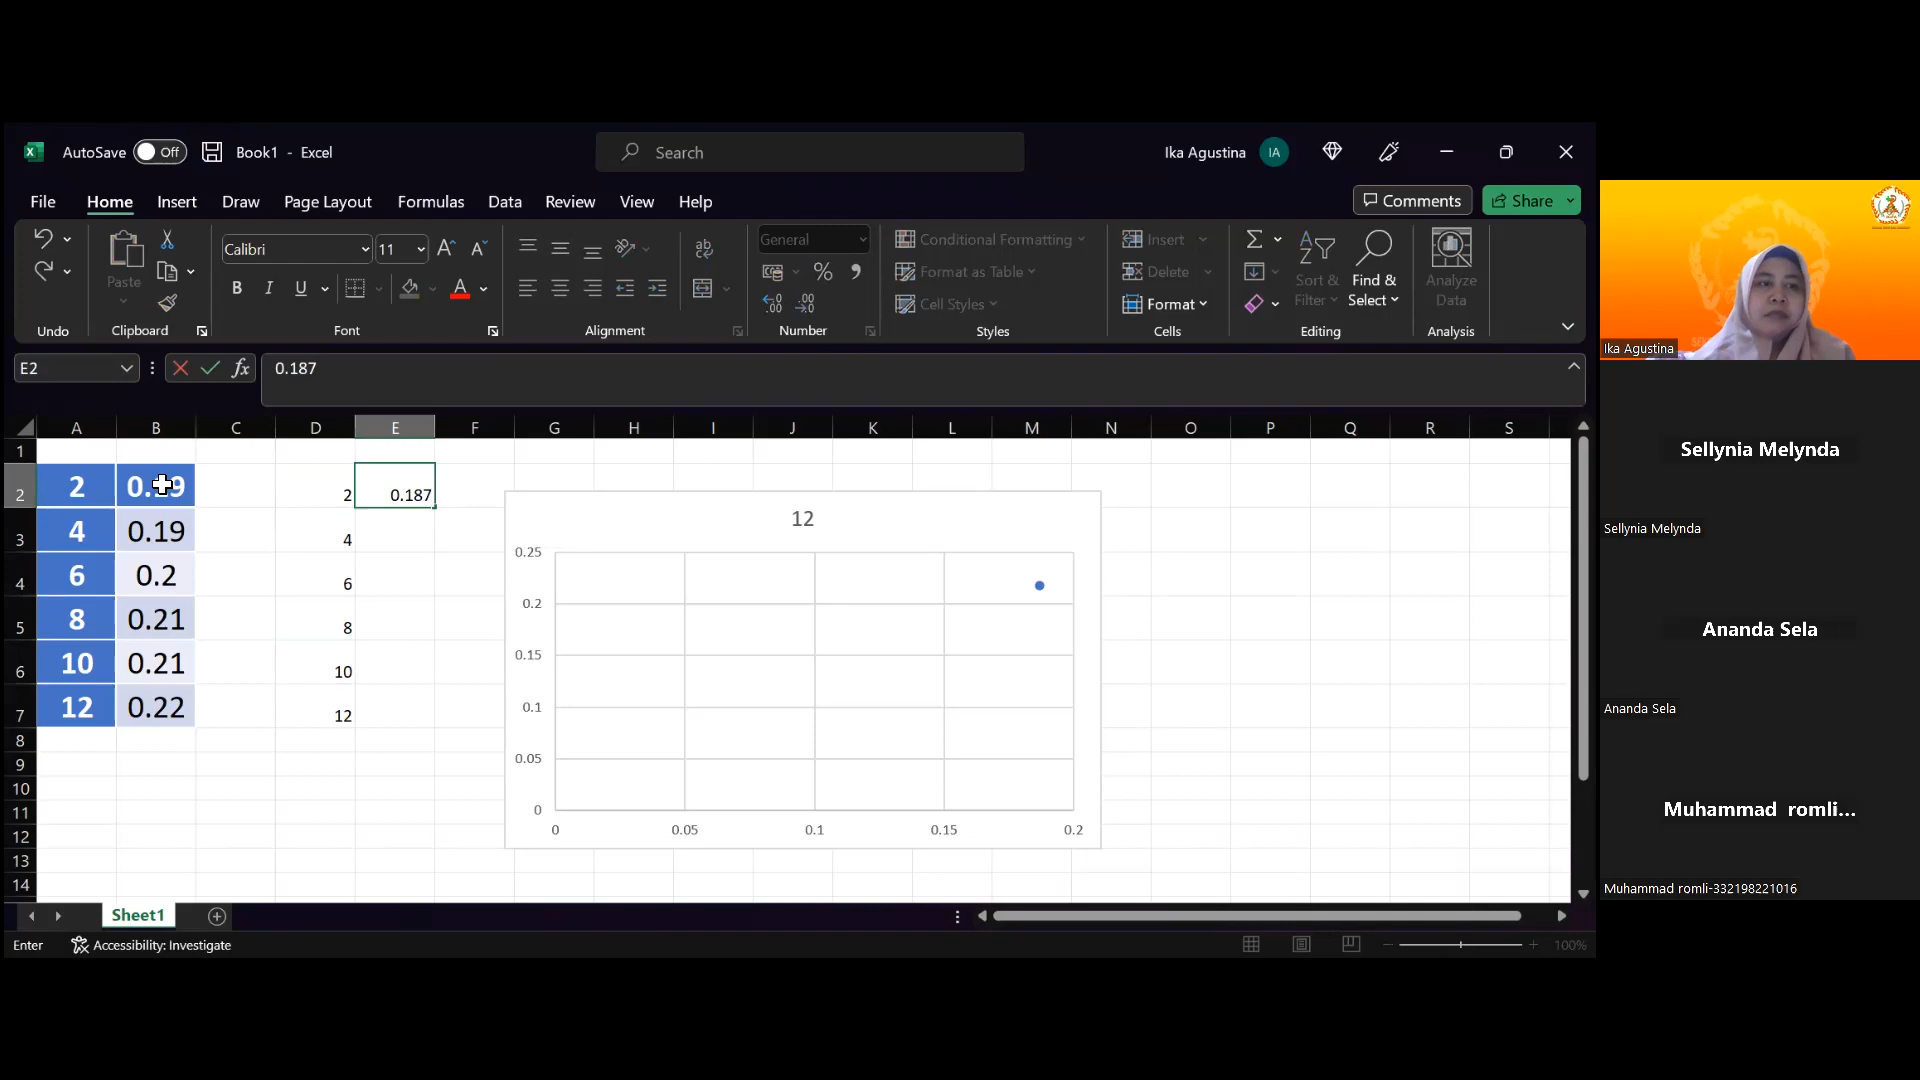 AutoSave Off Book1 - Excel Search Ika Agustina IA
File Home Insert Draw Page Layout Formulas Data Review View Help Comments Share
Calibri 11 General Conditional Formatting Insert
Paste Format as Table Delete Sort & Filter Find & Select Analyze Data
B I U A % Cell Styles Format
Undo Clipboard Font Alignment Number Styles Cells Editing Analysis
E2 fx 0.187
A B C D E F G H I J K L M N O P Q R S
1
2 2 0.19 2 0.187
3 4 0.19 4
4 6 0.2 6
5 8 0.21 8
6 10 0.21 10
7 12 0.22 12
8
9
10
11
12
13
14
12
0.25
0.2
0.15
0.1
0.05
0
0 0.05 0.1 0.15 0.2
Sheet1
Enter Accessibility: Investigate 100%
Ika Agustina
Sellynia Melynda
Sellynia Melynda
Ananda Sela
Ananda Sela
Muhammad romli...
Muhammad romli-332198221016